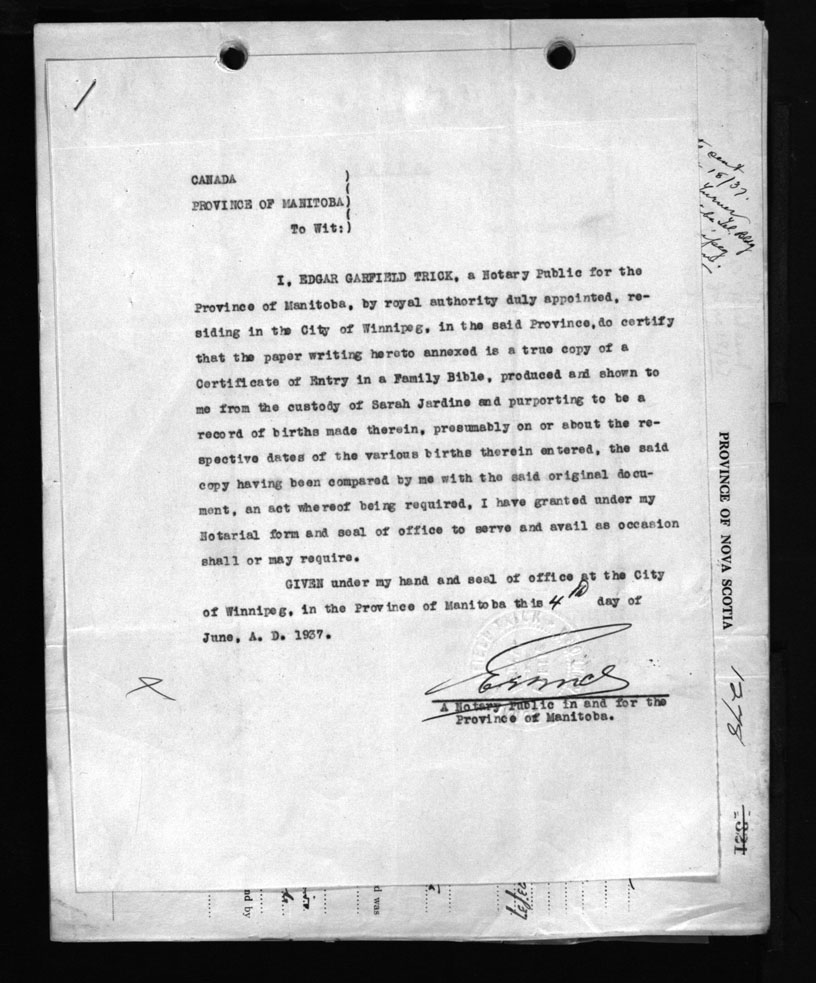 CANADA )
(
PROVINCE OF MANITOBA)
(
To Wit:)
I, EDGAR GARFIELD TRICK, a Notary Public for the
Province of Manitoba, by royal authority duly appointed, re-
siding in the City of Winnipeg, in the said Province,do certify
that the paper writing hereto annexed is a true copy of a
Certificate of Entry in a Family Bible, produced and shown to
me from the custody of Sarah Jardine and purporting to be a
record of births made therein, presumably on or about the re-
spective dates of the various births therein entered, the said
copy having been compared by me with the said original docu-
ment, an act whereof being required, I have granted under my
Notarial form and seal of office to serve and avail as occasion
shall or may require.
GIVEN under my hand and seal of office at the City
of Winnipeg, in the Province of Manitoba this 4th day of
June, A. D. 1937.
A Notary Public in and for the
Province of Manitoba.
sent
18/37.
Turner
PROVINCE OF NOVA SCOTIA
321
nd by
d was